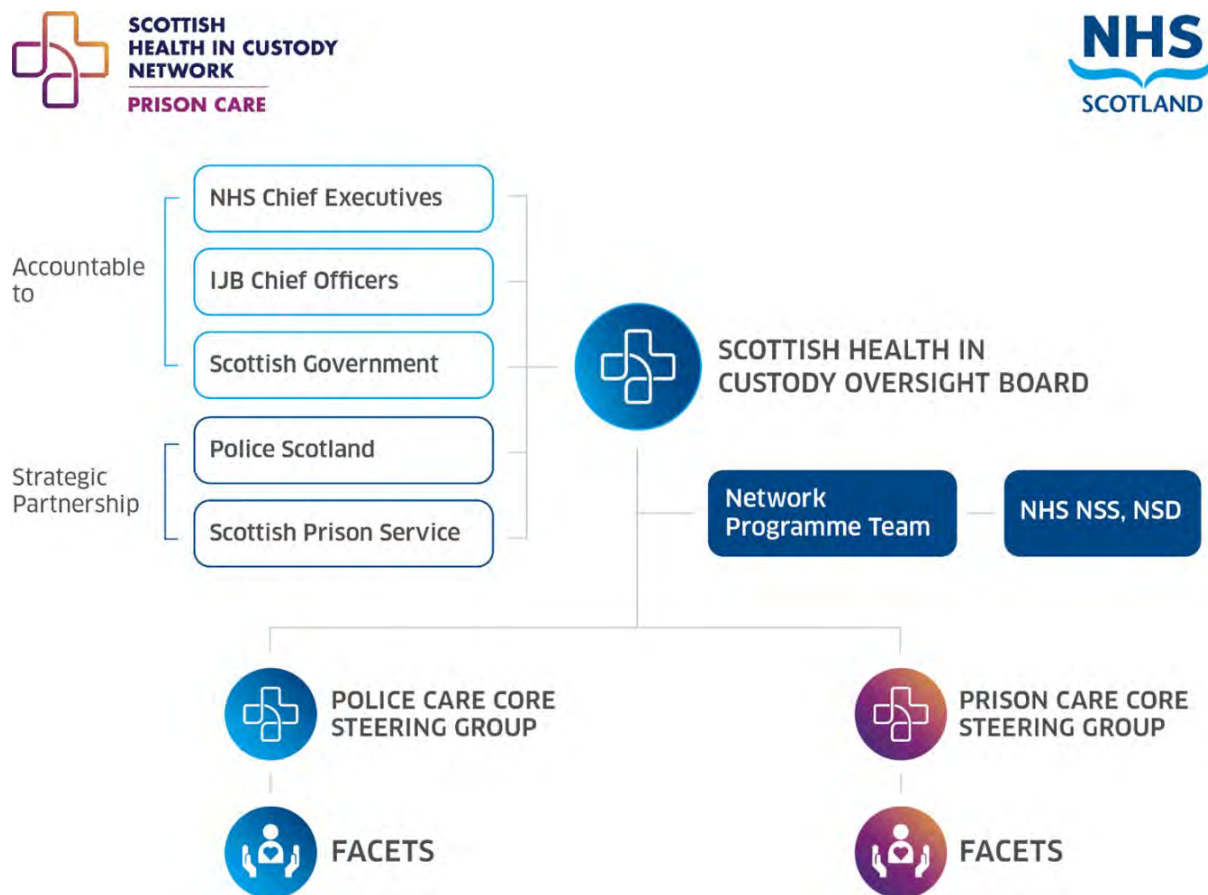 SCOTTISH
HEALTH IN CUSTODY
NETWORK
PRISON CARE
NHS
SCOTLAND
Accountable
to
NHS Chief Executives
IJB Chief Officers
Scottish Government
Strategic
Partnership
Police Scotland
Scottish Prison Service
SCOTTISH HEALTH IN
CUSTODY OVERSIGHT BOARD
Network
Programme Team
NHS NSS, NSD
POLICE CARE CORE
STEERING GROUP
PRISON CARE CORE
STEERING GROUP
FACETS
FACETS